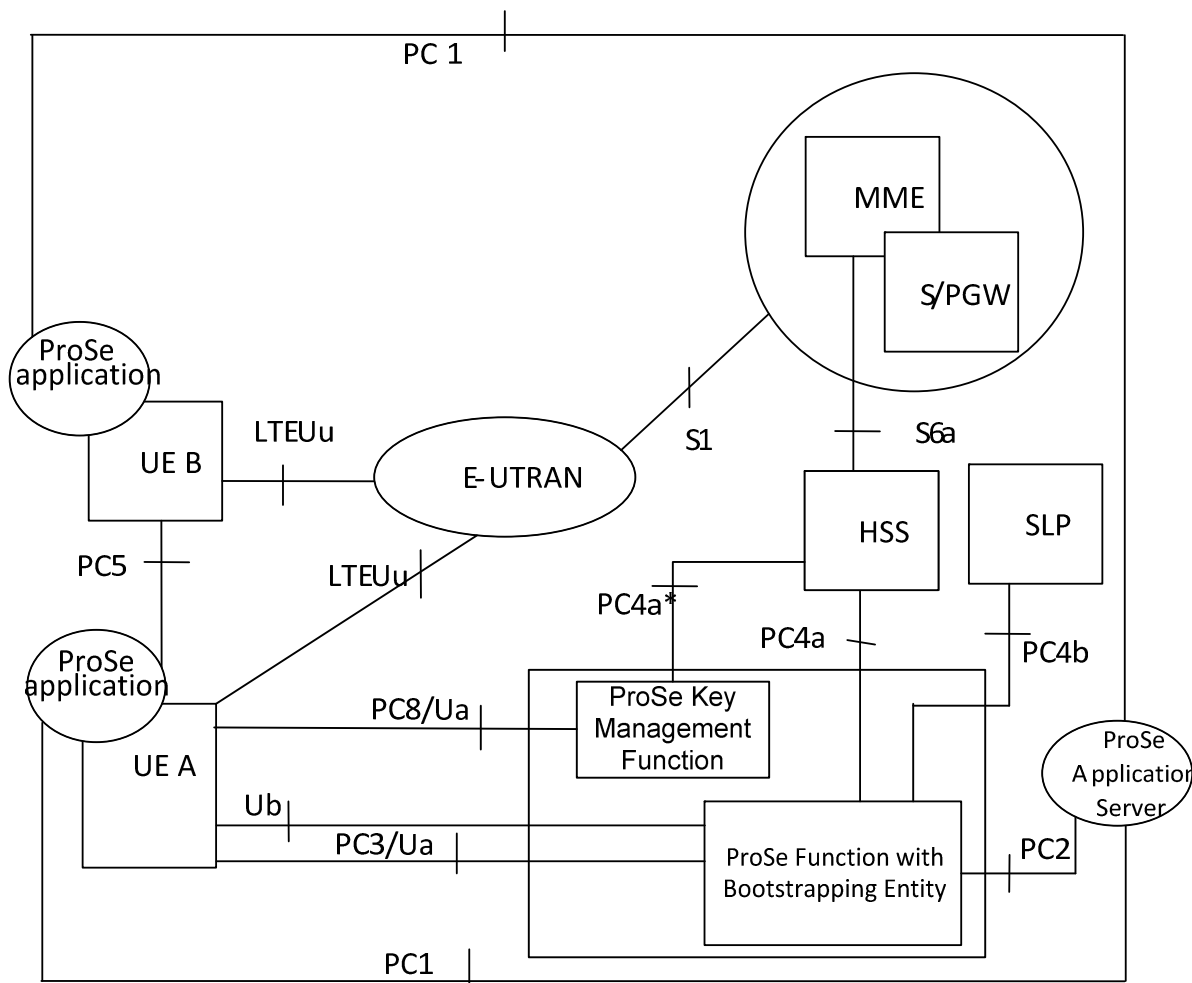 PC 1
MME
S/PGW
ProSe
application
LTEUu
S1
S6a
UE B
E-UTRAN
HSS
SLP
PC5
LTEUu
PC4a*
PC4a
PC4b
ProSe
application
PC8/Ua
ProSe Key
Management
Function
UE A
ProSe
Application
Server
Ub
PC3/Ua
ProSe Function with
Bootstrapping Entity
PC2
PC1